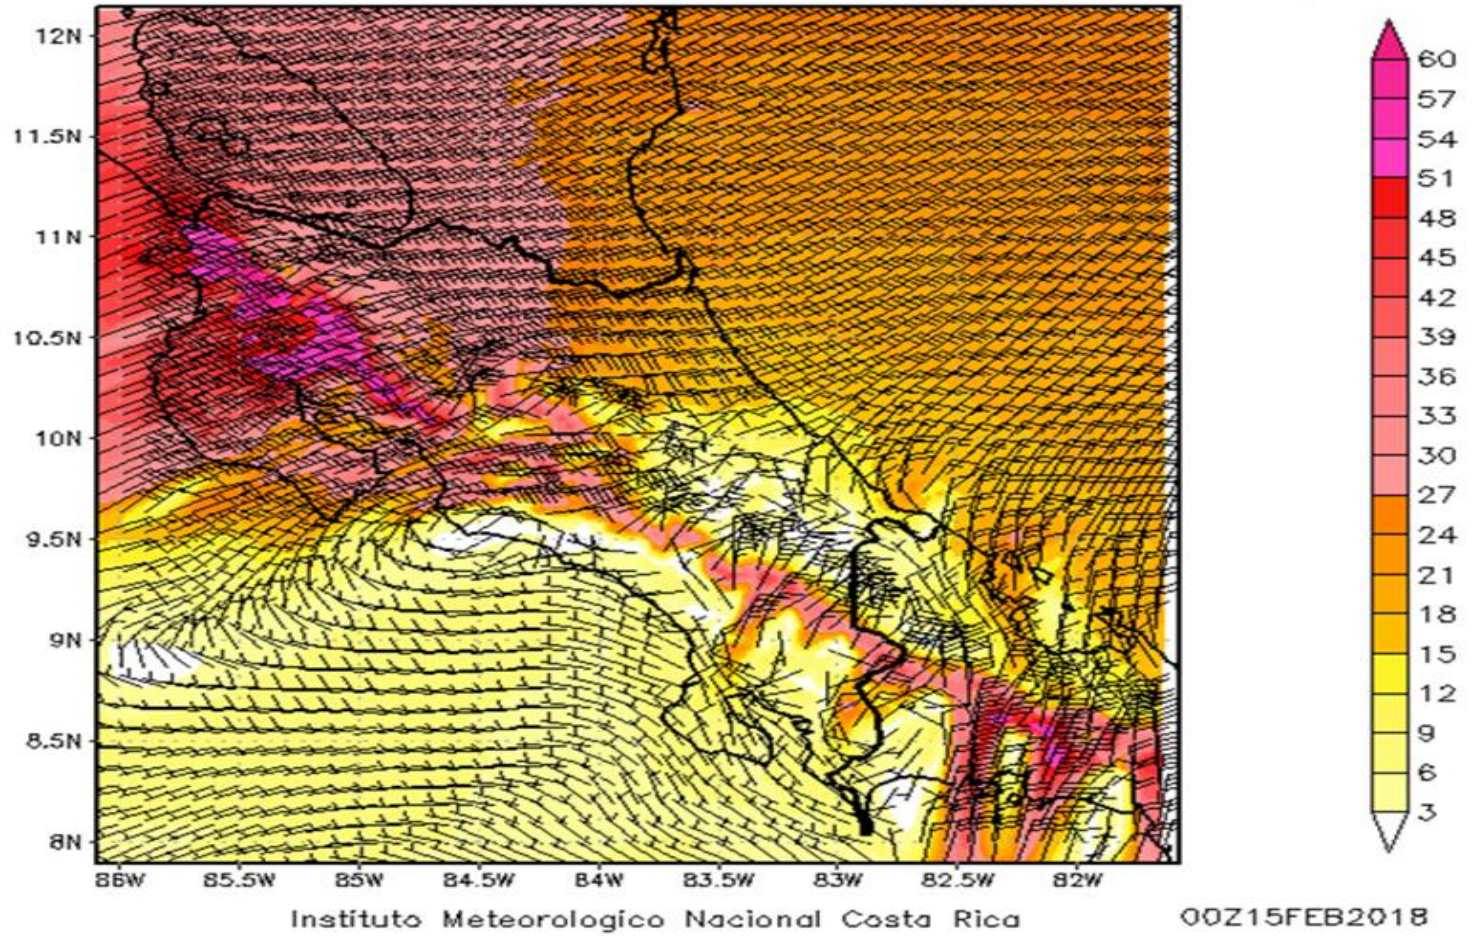 12N
11.5N
11N
10.5N
10N
9.5N
9N
8.5N
8N
86W 85.5W 85W 84.5W 84W 83.5W 83W 82.5W 82W
60
57
54
51
48
45
42
39
36
33
30
27
24
21
18
15
12
9
6
3
Instituto Meteorologico Nacional Costa Rica 00Z15FEB2018